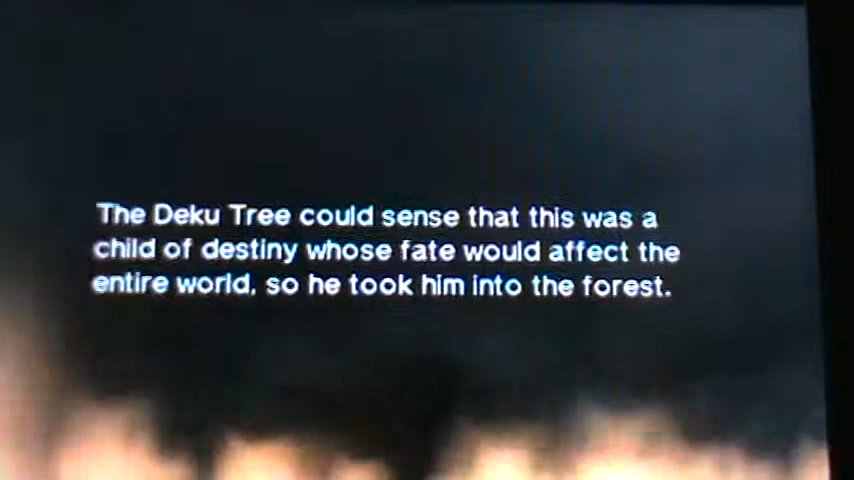 The Deku Tree could sense that this was a
child of destiny whose fate would affect the
entire world, so he took him into the forest.